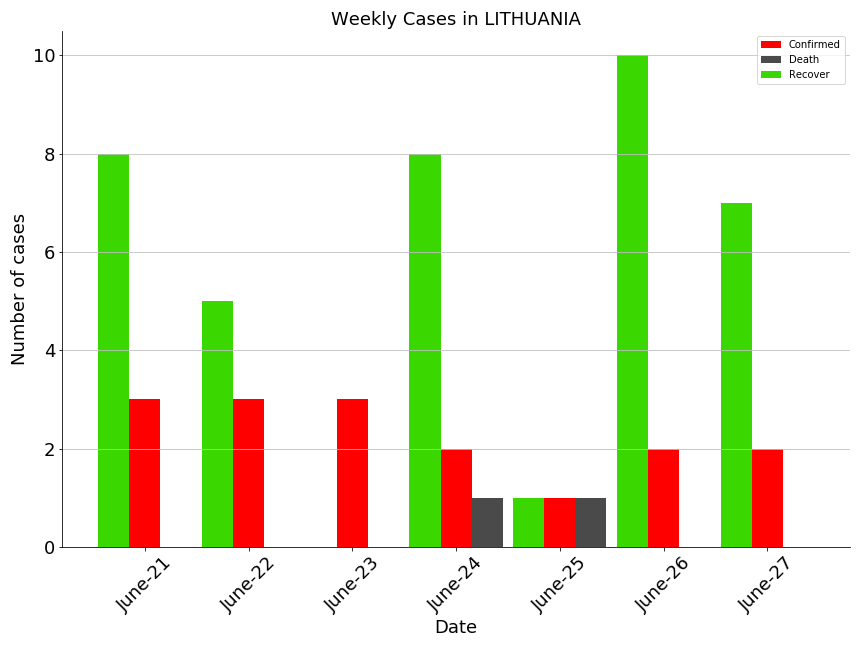 Weekly Cases in LITHUANIA
Confirmed
Death
Recover
Number of cases
10
8
6
4
2
0
June-21
June-22
June-23
June-24
June-25
June-26
June-27
Date